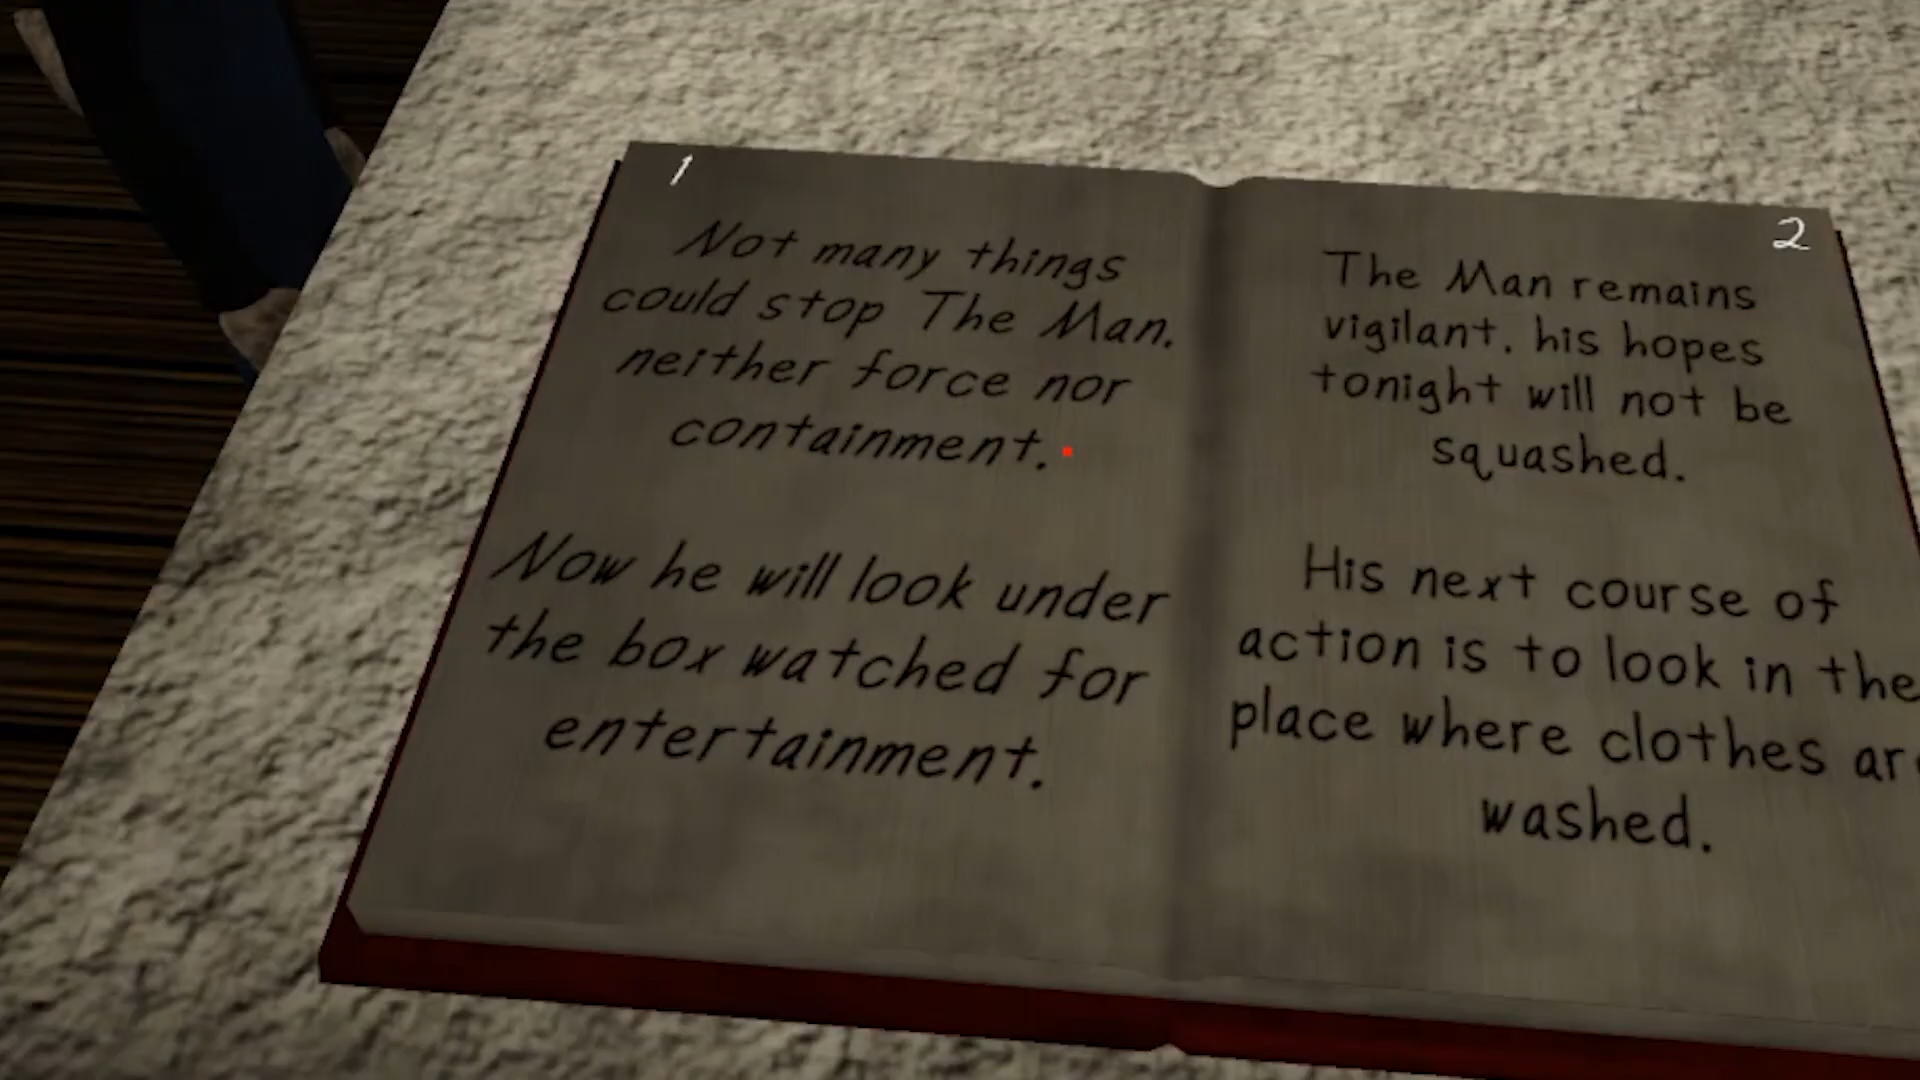 1
Not many things
could stop The Man.
neither force nor
containment.
Now he will look under
the box watched for
entertainment.
2
The Man remains
vigilant. his hopes
tonight will not be
squashed.
His next course of
action is to look in the
place where clothes are
washed.